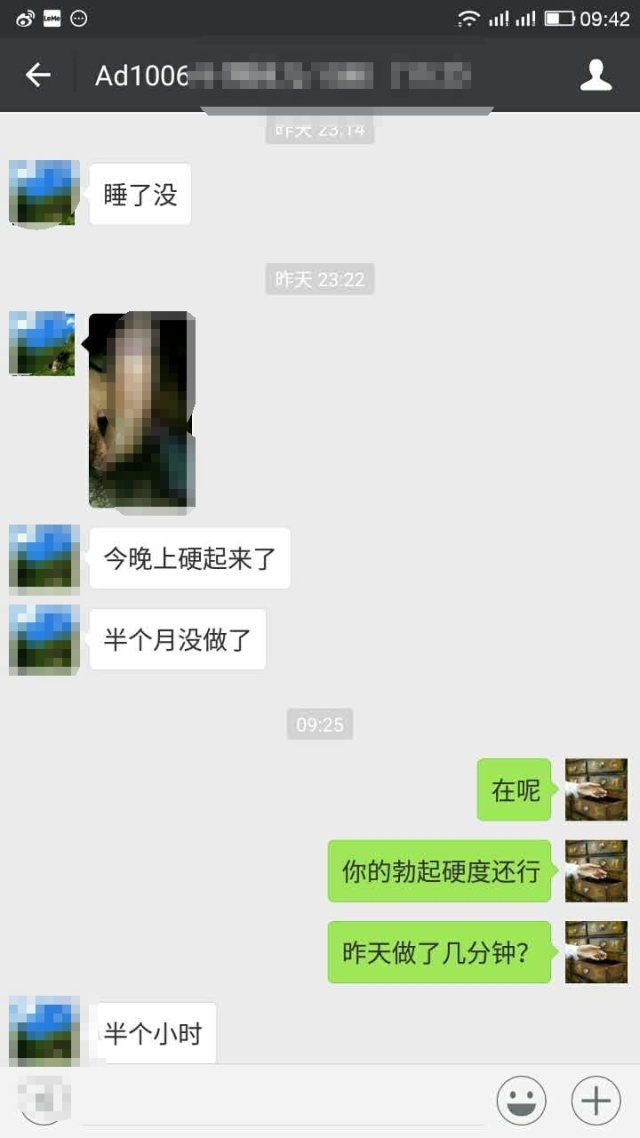 09:42
Ad1006
昨天 23:14
睡了没
昨天 23:22
今晚上硬起来了
半个月没做了
09:25
在呢
你的勃起硬度还行
昨天做了几分钟?
半个小时